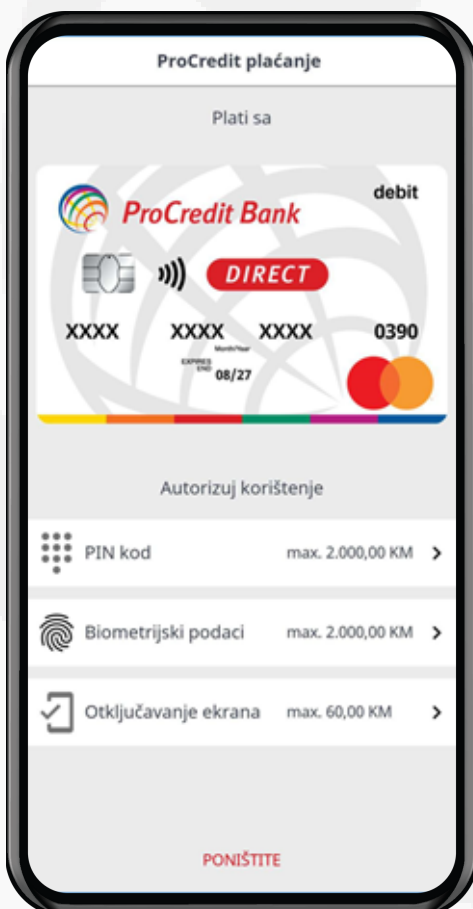 ProCredit plaćanje
Plati sa
debit
ProCredit Bank
DIRECT
XXXX XXXX XXXX 0390
Month/Year
EXPIRES
END 08/27
Autorizuj korištenje
PIN kod max. 2.000,00 KM
Biometrijski podaci max. 2.000,00 KM
Otključavanje ekrana max. 60,00 KM
PONIŠTITE